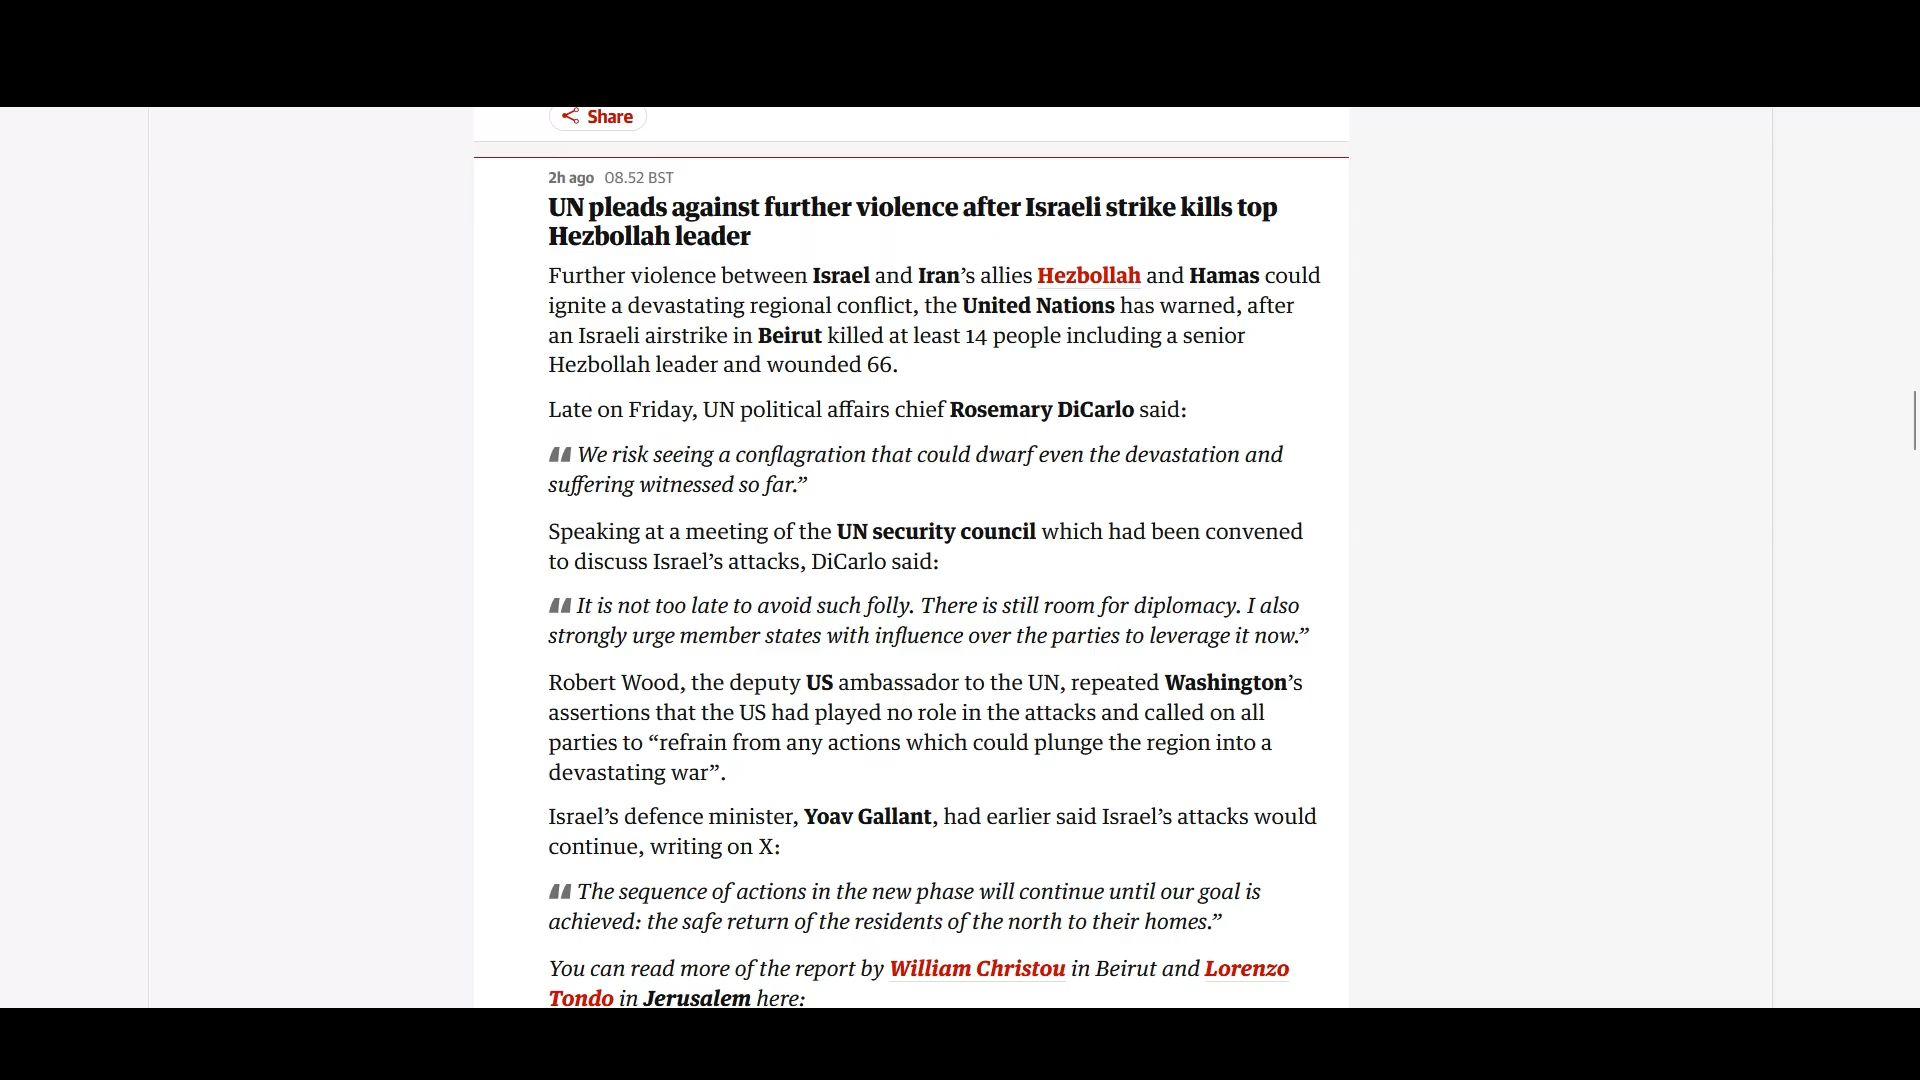 Share
2h ago 08.52 BST
UN pleads against further violence after Israeli strike kills top
Hezbollah leader
Further violence between Israel and Iran’s allies Hezbollah and Hamas could
ignite a devastating regional conflict, the United Nations has warned, after
an Israeli airstrike in Beirut killed at least 14 people including a senior
Hezbollah leader and wounded 66.
Late on Friday, UN political affairs chief Rosemary DiCarlo said:
“We risk seeing a conflagration that could dwarf even the devastation and
suffering witnessed so far.”
Speaking at a meeting of the UN security council which had been convened
to discuss Israel’s attacks, DiCarlo said:
“It is not too late to avoid such folly. There is still room for diplomacy. I also
strongly urge member states with influence over the parties to leverage it now.”
Robert Wood, the deputy US ambassador to the UN, repeated Washington’s
assertions that the US had played no role in the attacks and called on all
parties to “refrain from any actions which could plunge the region into a
devastating war”.
Israel’s defence minister, Yoav Gallant, had earlier said Israel’s attacks would
continue, writing on X:
“The sequence of actions in the new phase will continue until our goal is
achieved: the safe return of the residents of the north to their homes.”
You can read more of the report by William Christou in Beirut and Lorenzo
Tondo in Jerusalem here: